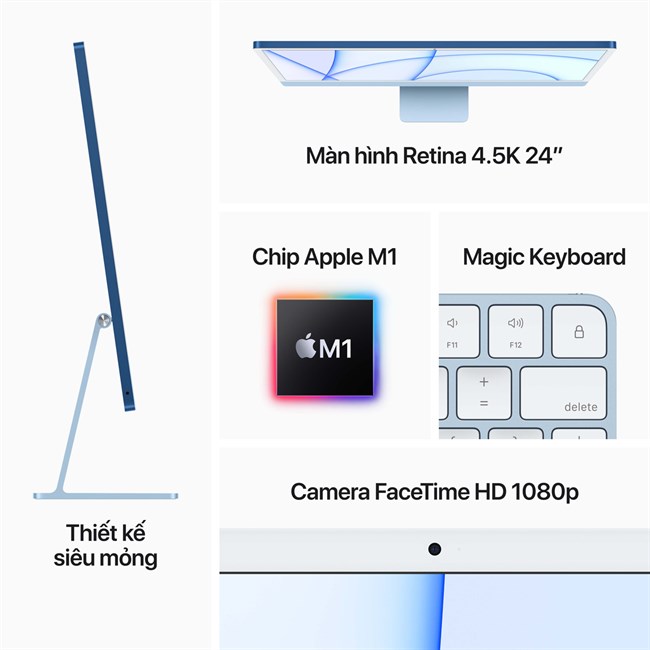 Thiết kế
siêu mỏng
Màn hình Retina 4.5K 24″
Chip Apple M1
M1
Magic Keyboard
F11
F12
+
=
delete
Camera FaceTime HD 1080p